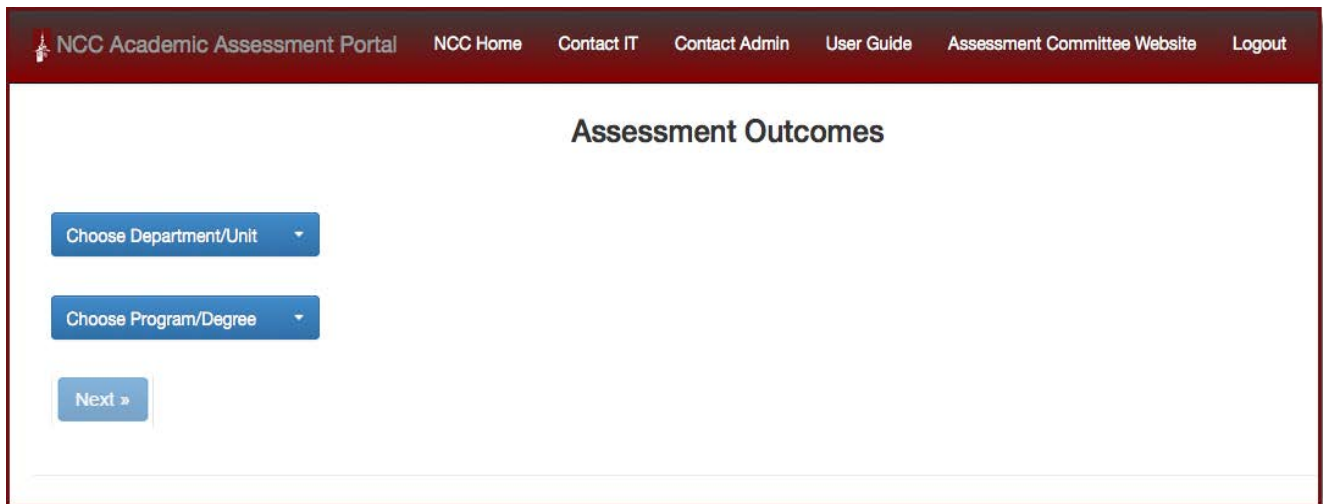 NCC Academic Assessment Portal NCC Home Contact IT Contact Admin User Guide Assessment Committee Website Logout
Assessment Outcomes
Choose Department/Unit
Choose Program/Degree
Next »